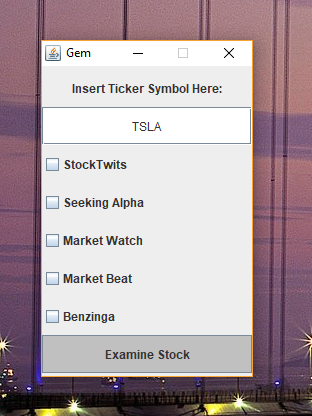 Gem
Insert Ticker Symbol Here:
TSLA
StockTwits
Seeking Alpha
Market Watch
Market Beat
Benzinga
Examine Stock